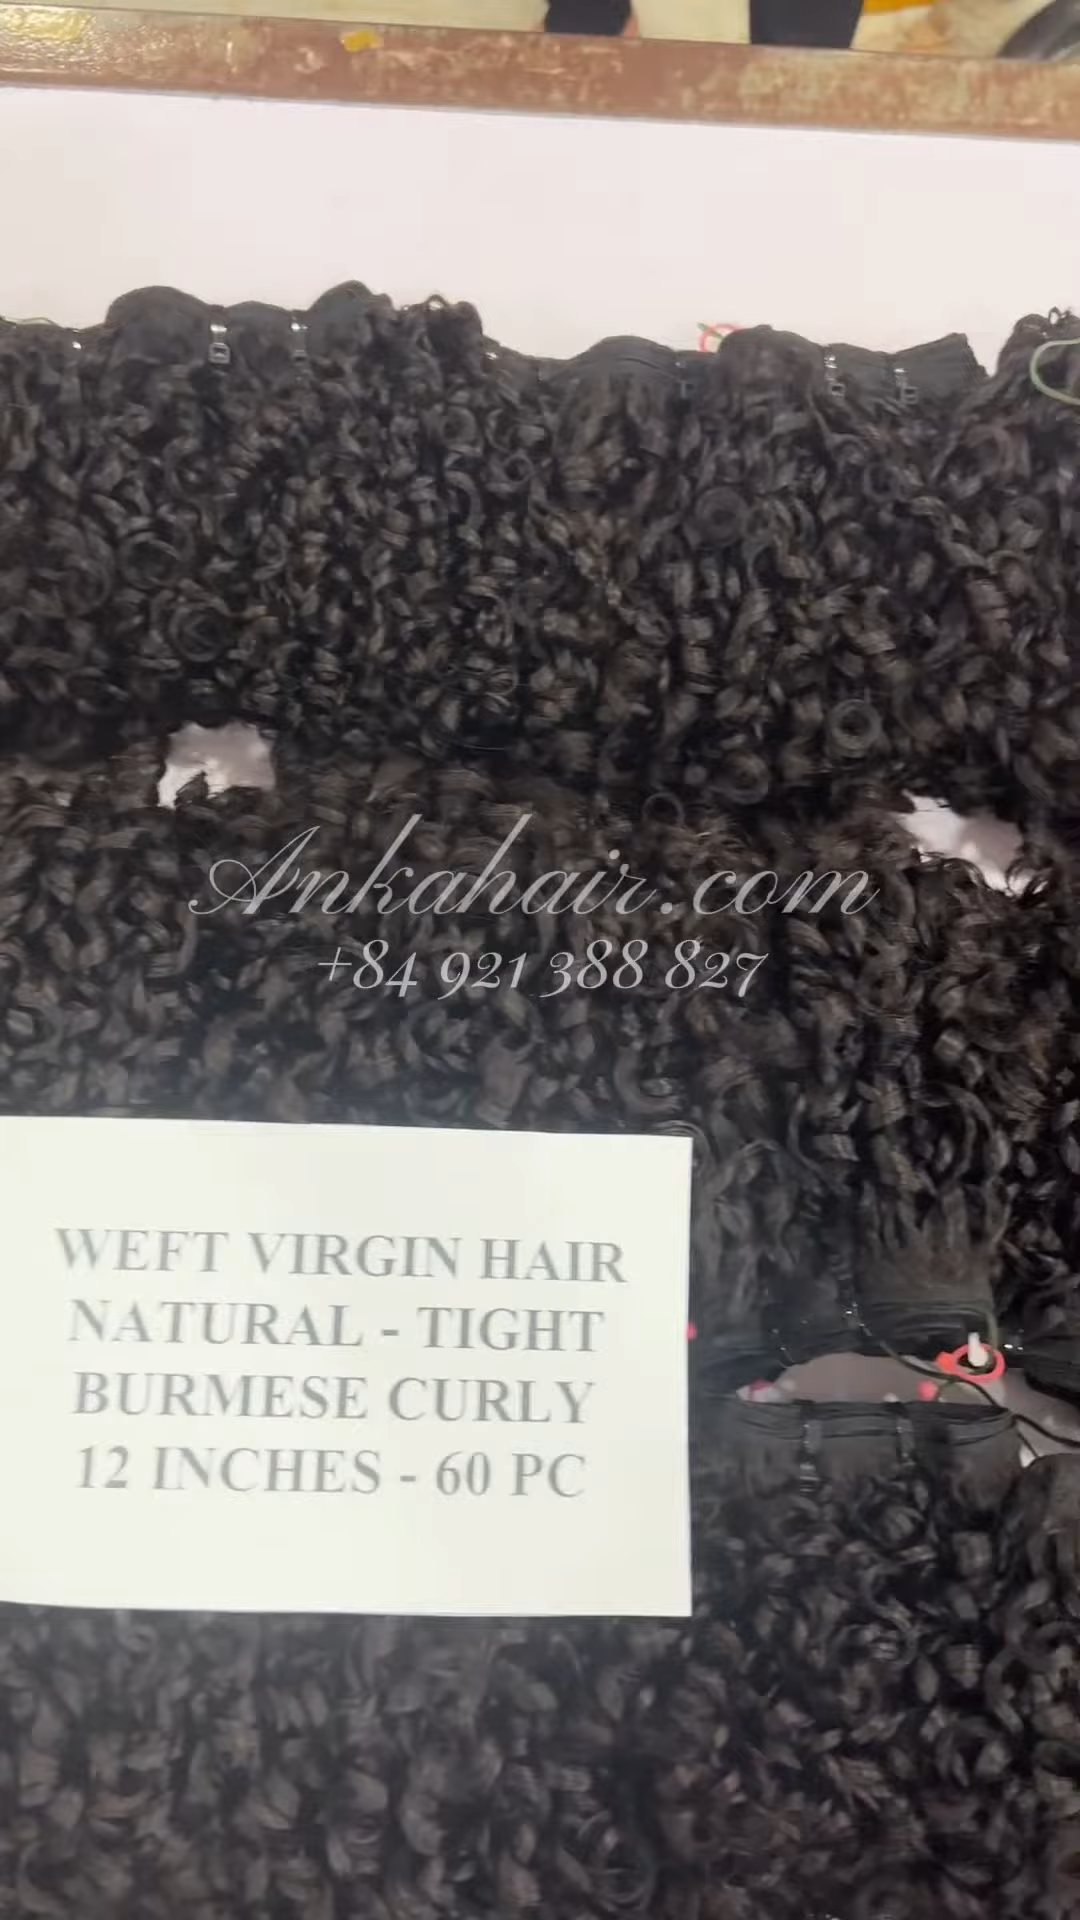 Ankahair.com
+84 921 388 827
WEFT VIRGIN HAIR
NATURAL - TIGHT
BURMESE CURLY
12 INCHES - 60 PC